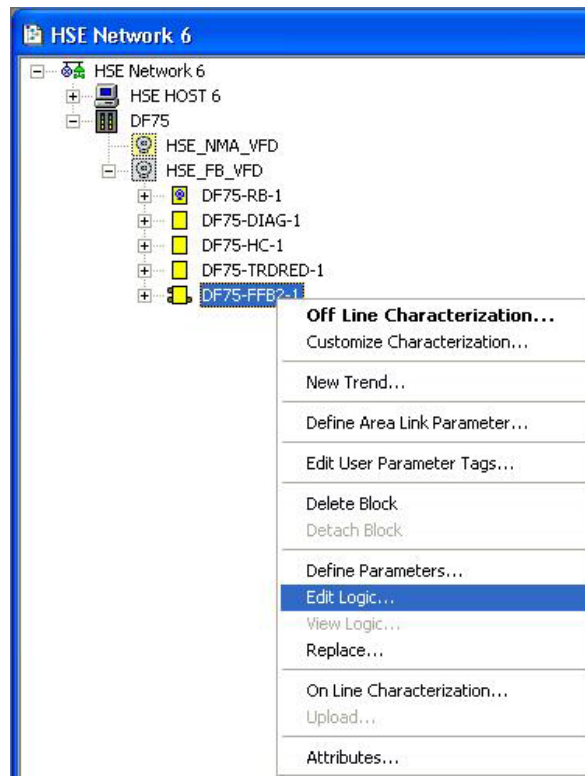 HSE Network 6
HSE Network 6
HSE HOST 6
DF75
HSE_NMA_VFD
HSE_FB_VFD
DF75-RB-1
DF75-DIAG-1
DF75-HC-1
DF75-TRDRED-1
DF75-FFB2-1
Off Line Characterization...
Customize Characterization...
New Trend...
Define Area Link Parameter...
Edit User Parameter Tags...
Delete Block
Detach Block
Define Parameters...
Edit Logic...
View Logic...
Replace...
On Line Characterization...
Upload...
Attributes...